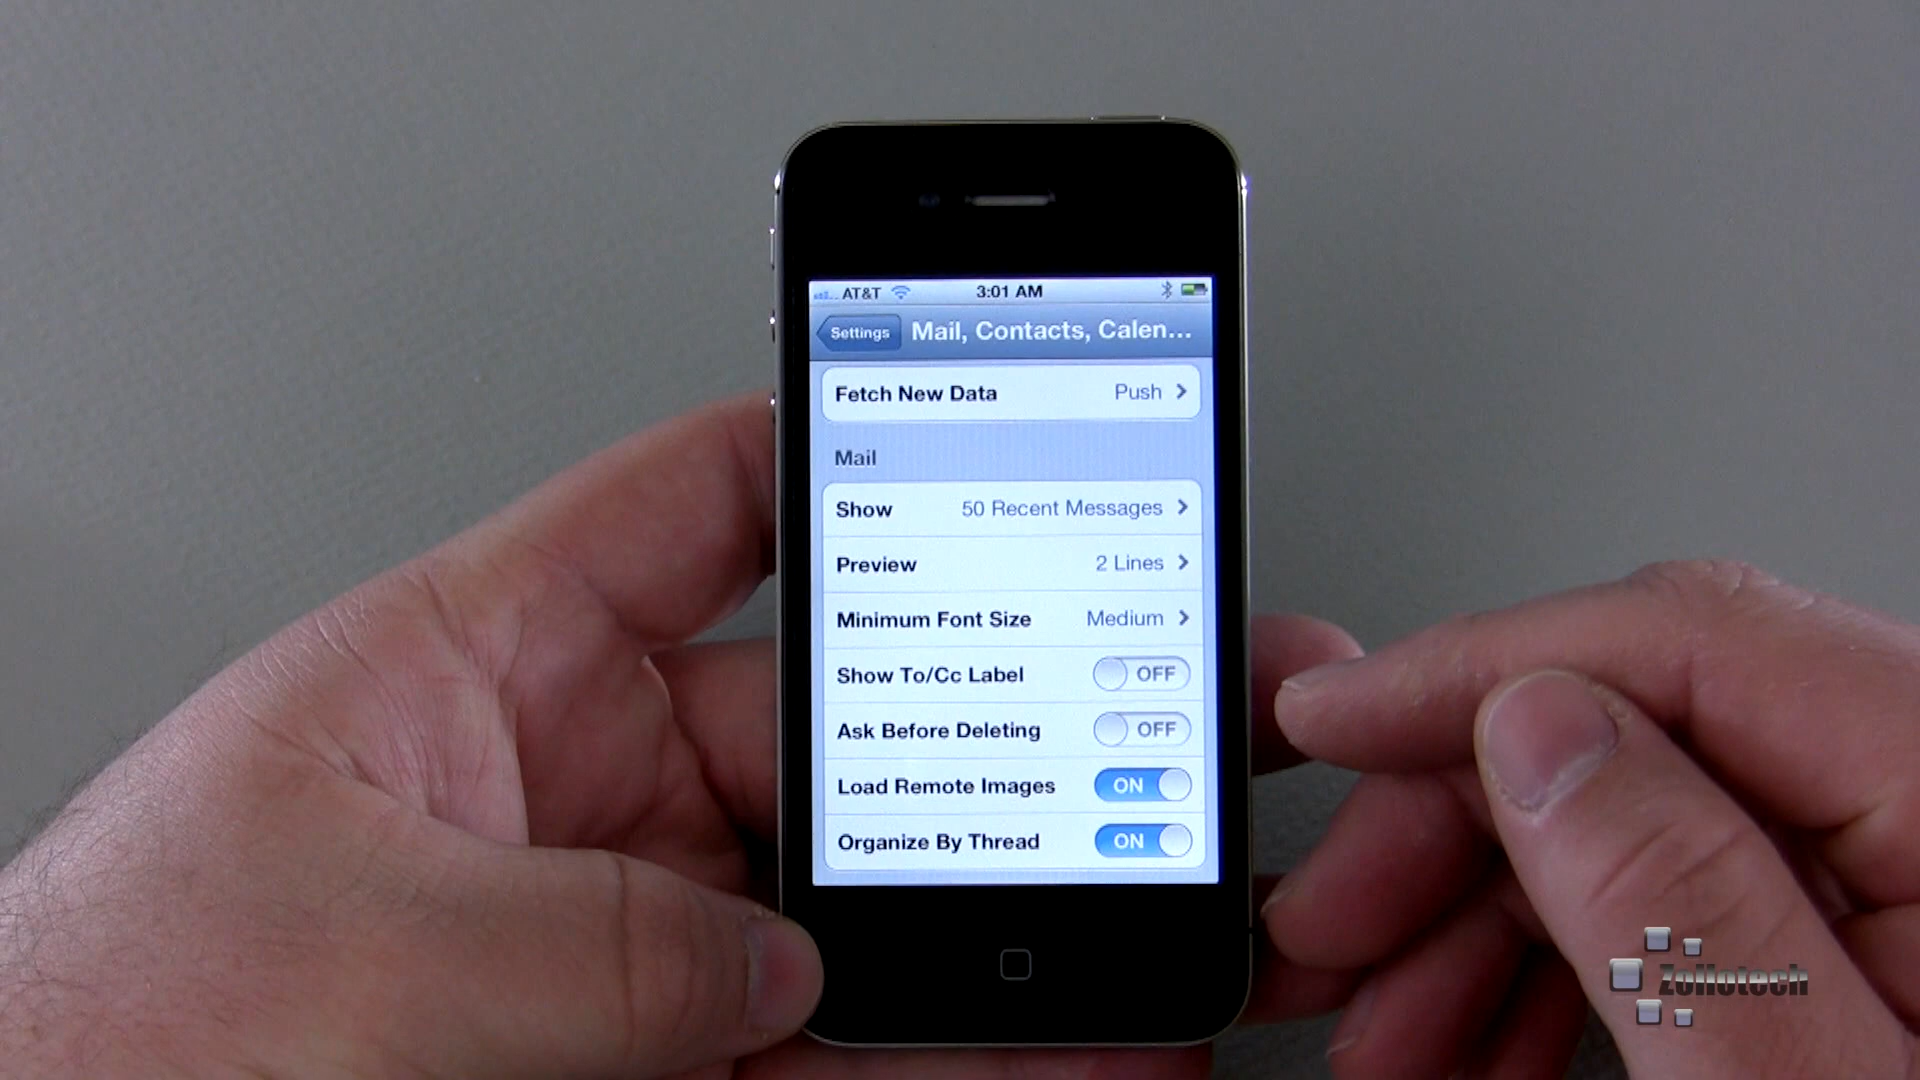 AT&T 3:01 AM
Settings Mail, Contacts, Calen...
Fetch New Data Push
Mail
Show 50 Recent Messages
Preview 2 Lines
Minimum Font Size Medium
Show To/Cc Label OFF
Ask Before Deleting OFF
Load Remote Images ON
Organize By Thread ON
Zollotech